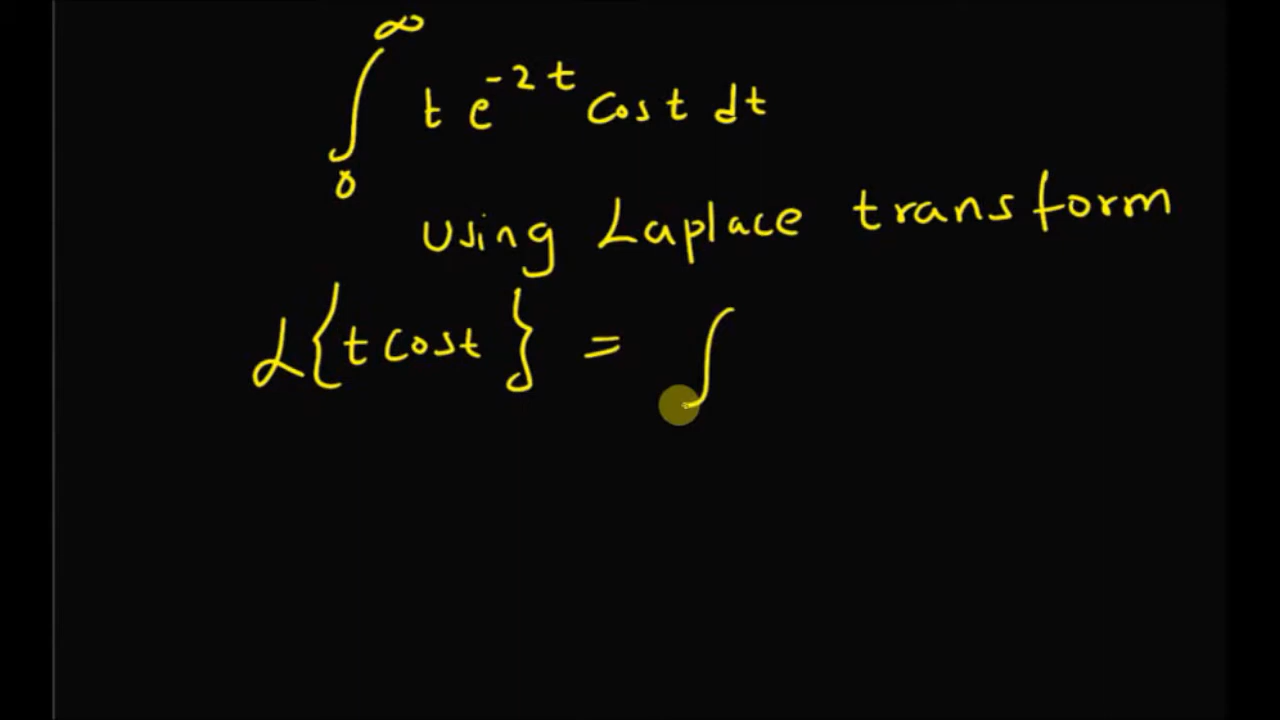 ∫₀^∞ t e^{-2t} cos t dt
using Laplace transform
ℒ{t cos t} = ∫